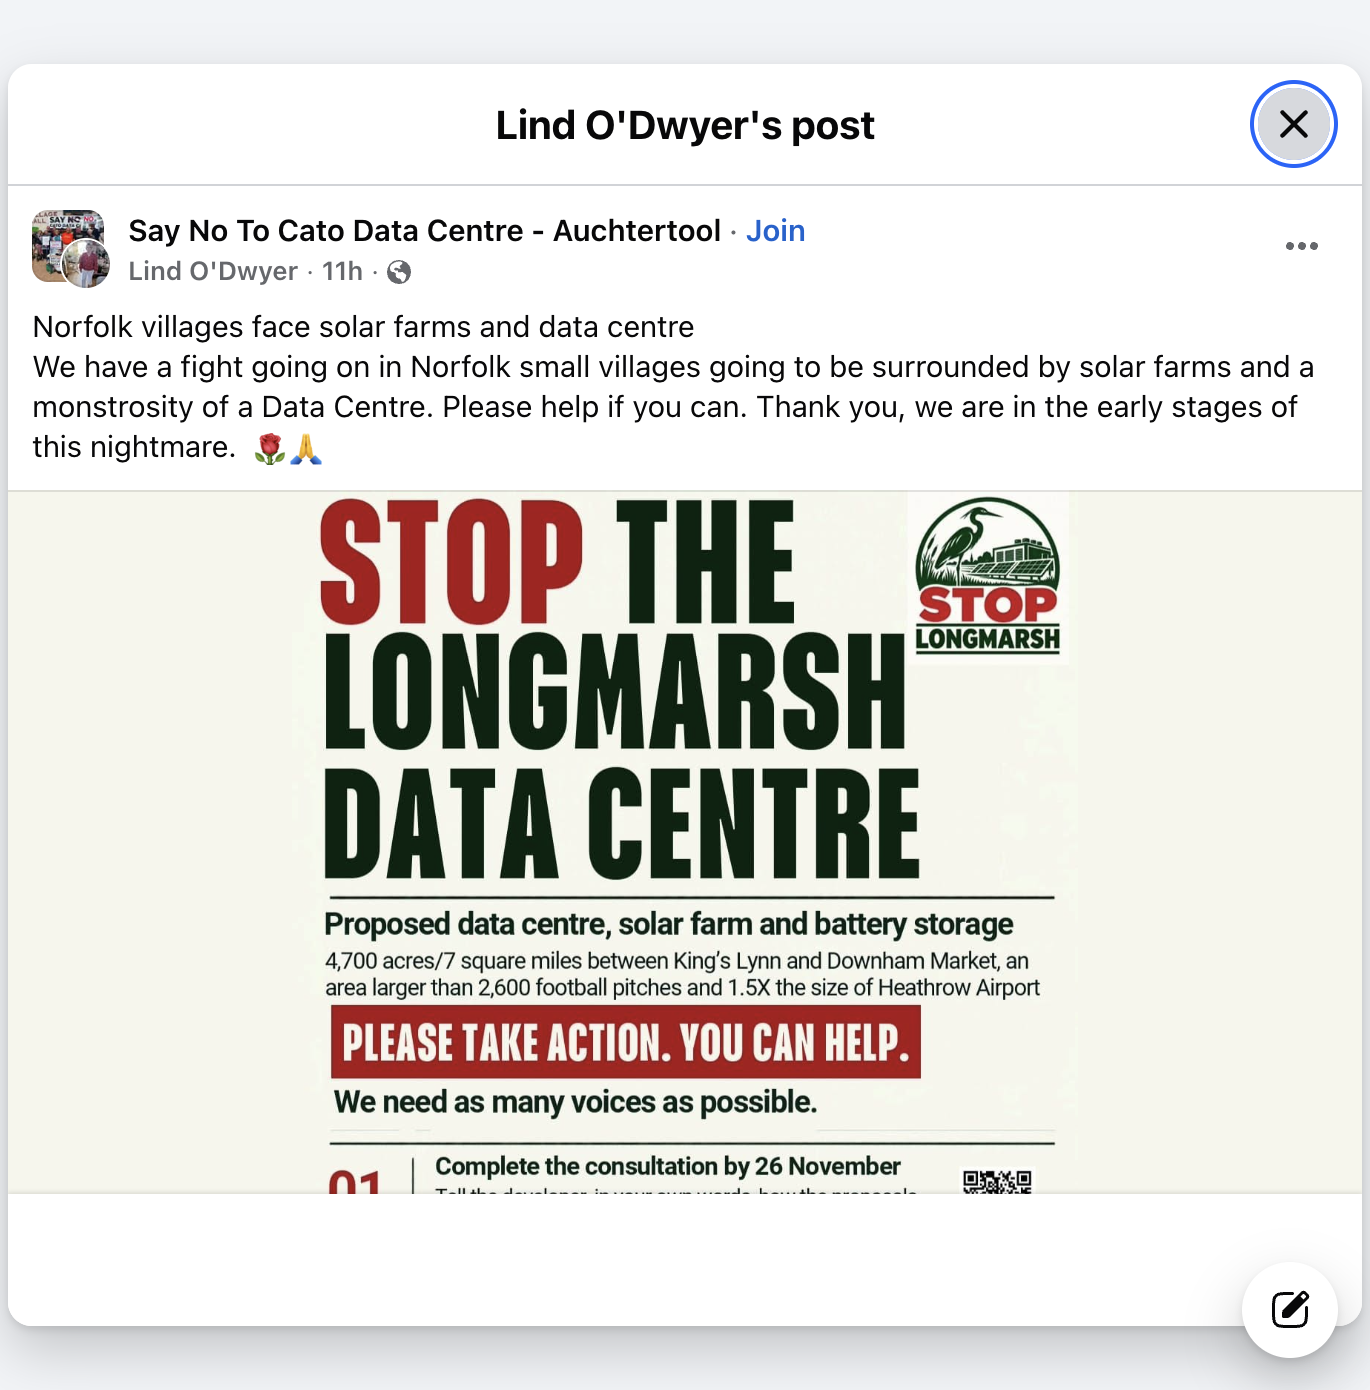 Lind O'Dwyer's post
Say No To Cato Data Centre - Auchtertool · Join
Lind O'Dwyer · 11h ·
Norfolk villages face solar farms and data centre
We have a fight going on in Norfolk small villages going to be surrounded by solar farms and a
monstrosity of a Data Centre. Please help if you can. Thank you, we are in the early stages of
this nightmare. 🌹🙏
STOP THE
LONGMARSH
DATA CENTRE
STOP
LONGMARSH
Proposed data centre, solar farm and battery storage
4,700 acres/7 square miles between King's Lynn and Downham Market, an
area larger than 2,600 football pitches and 1.5X the size of Heathrow Airport
PLEASE TAKE ACTION. YOU CAN HELP.
We need as many voices as possible.
01
Complete the consultation by 26 November